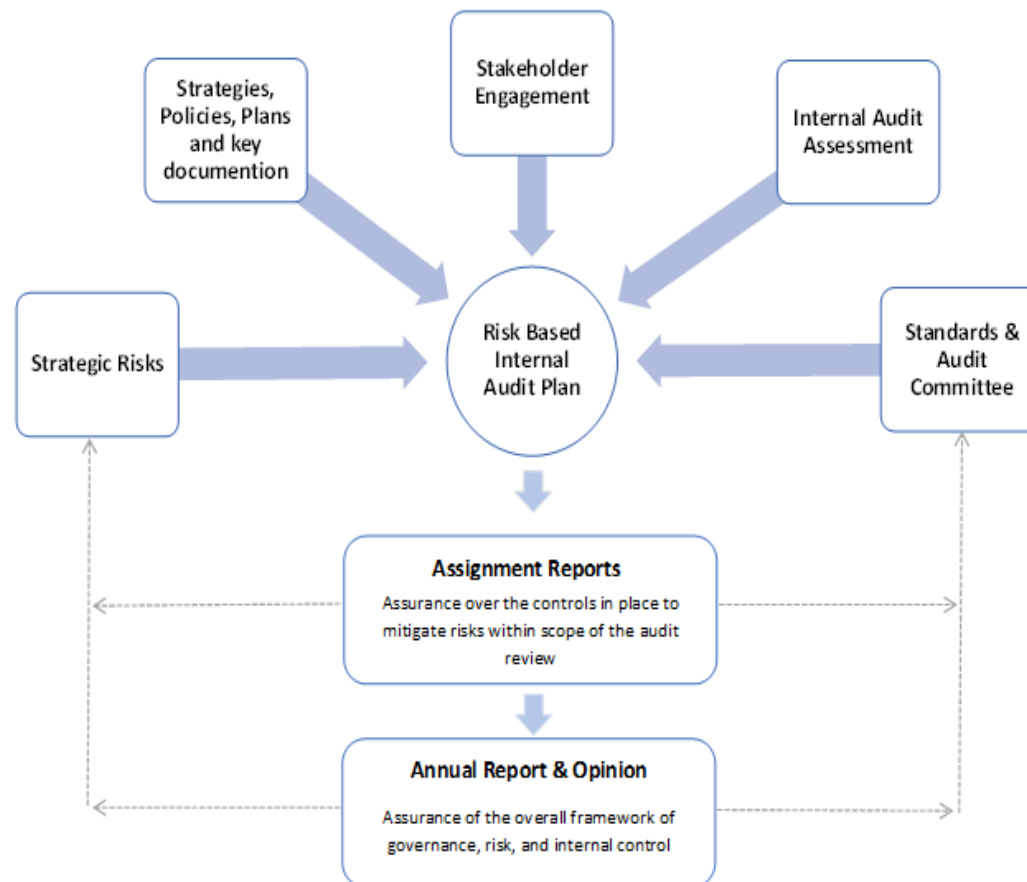 Stakeholder
Engagement
Strategies,
Policies, Plans
and key
documention
Internal Audit
Assessment
Strategic Risks
Risk Based
Internal
Audit Plan
Standards &
Audit
Committee
Assignment Reports
Assurance over the controls in place to
mitigate risks within scope of the audit
review
Annual Report & Opinion
Assurance of the overall framework of
governance, risk, and internal control